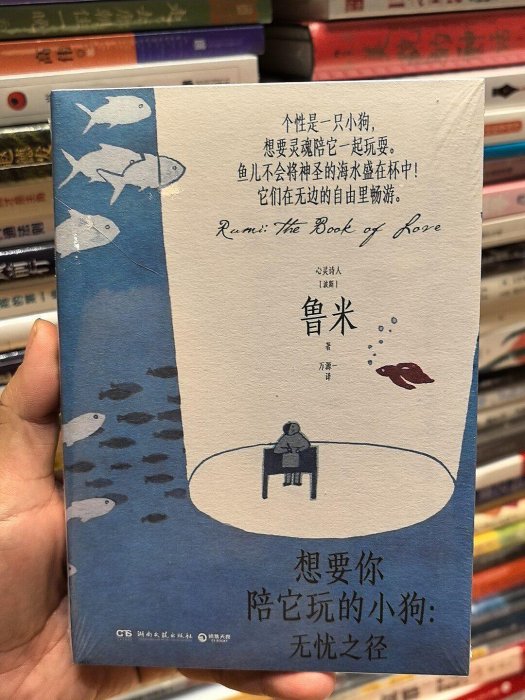 个性是一只小狗，
想要灵魂陪它一起玩耍。
鱼儿不会将神圣的海水盛在杯中！
它们在无边的自由里畅游。
Rumi: the Book of Love
心灵诗人
［波斯］
鲁米
著
万源一
译
想要你
陪它玩的小狗：
无忧之径
湖南文艺出版社
博集天卷